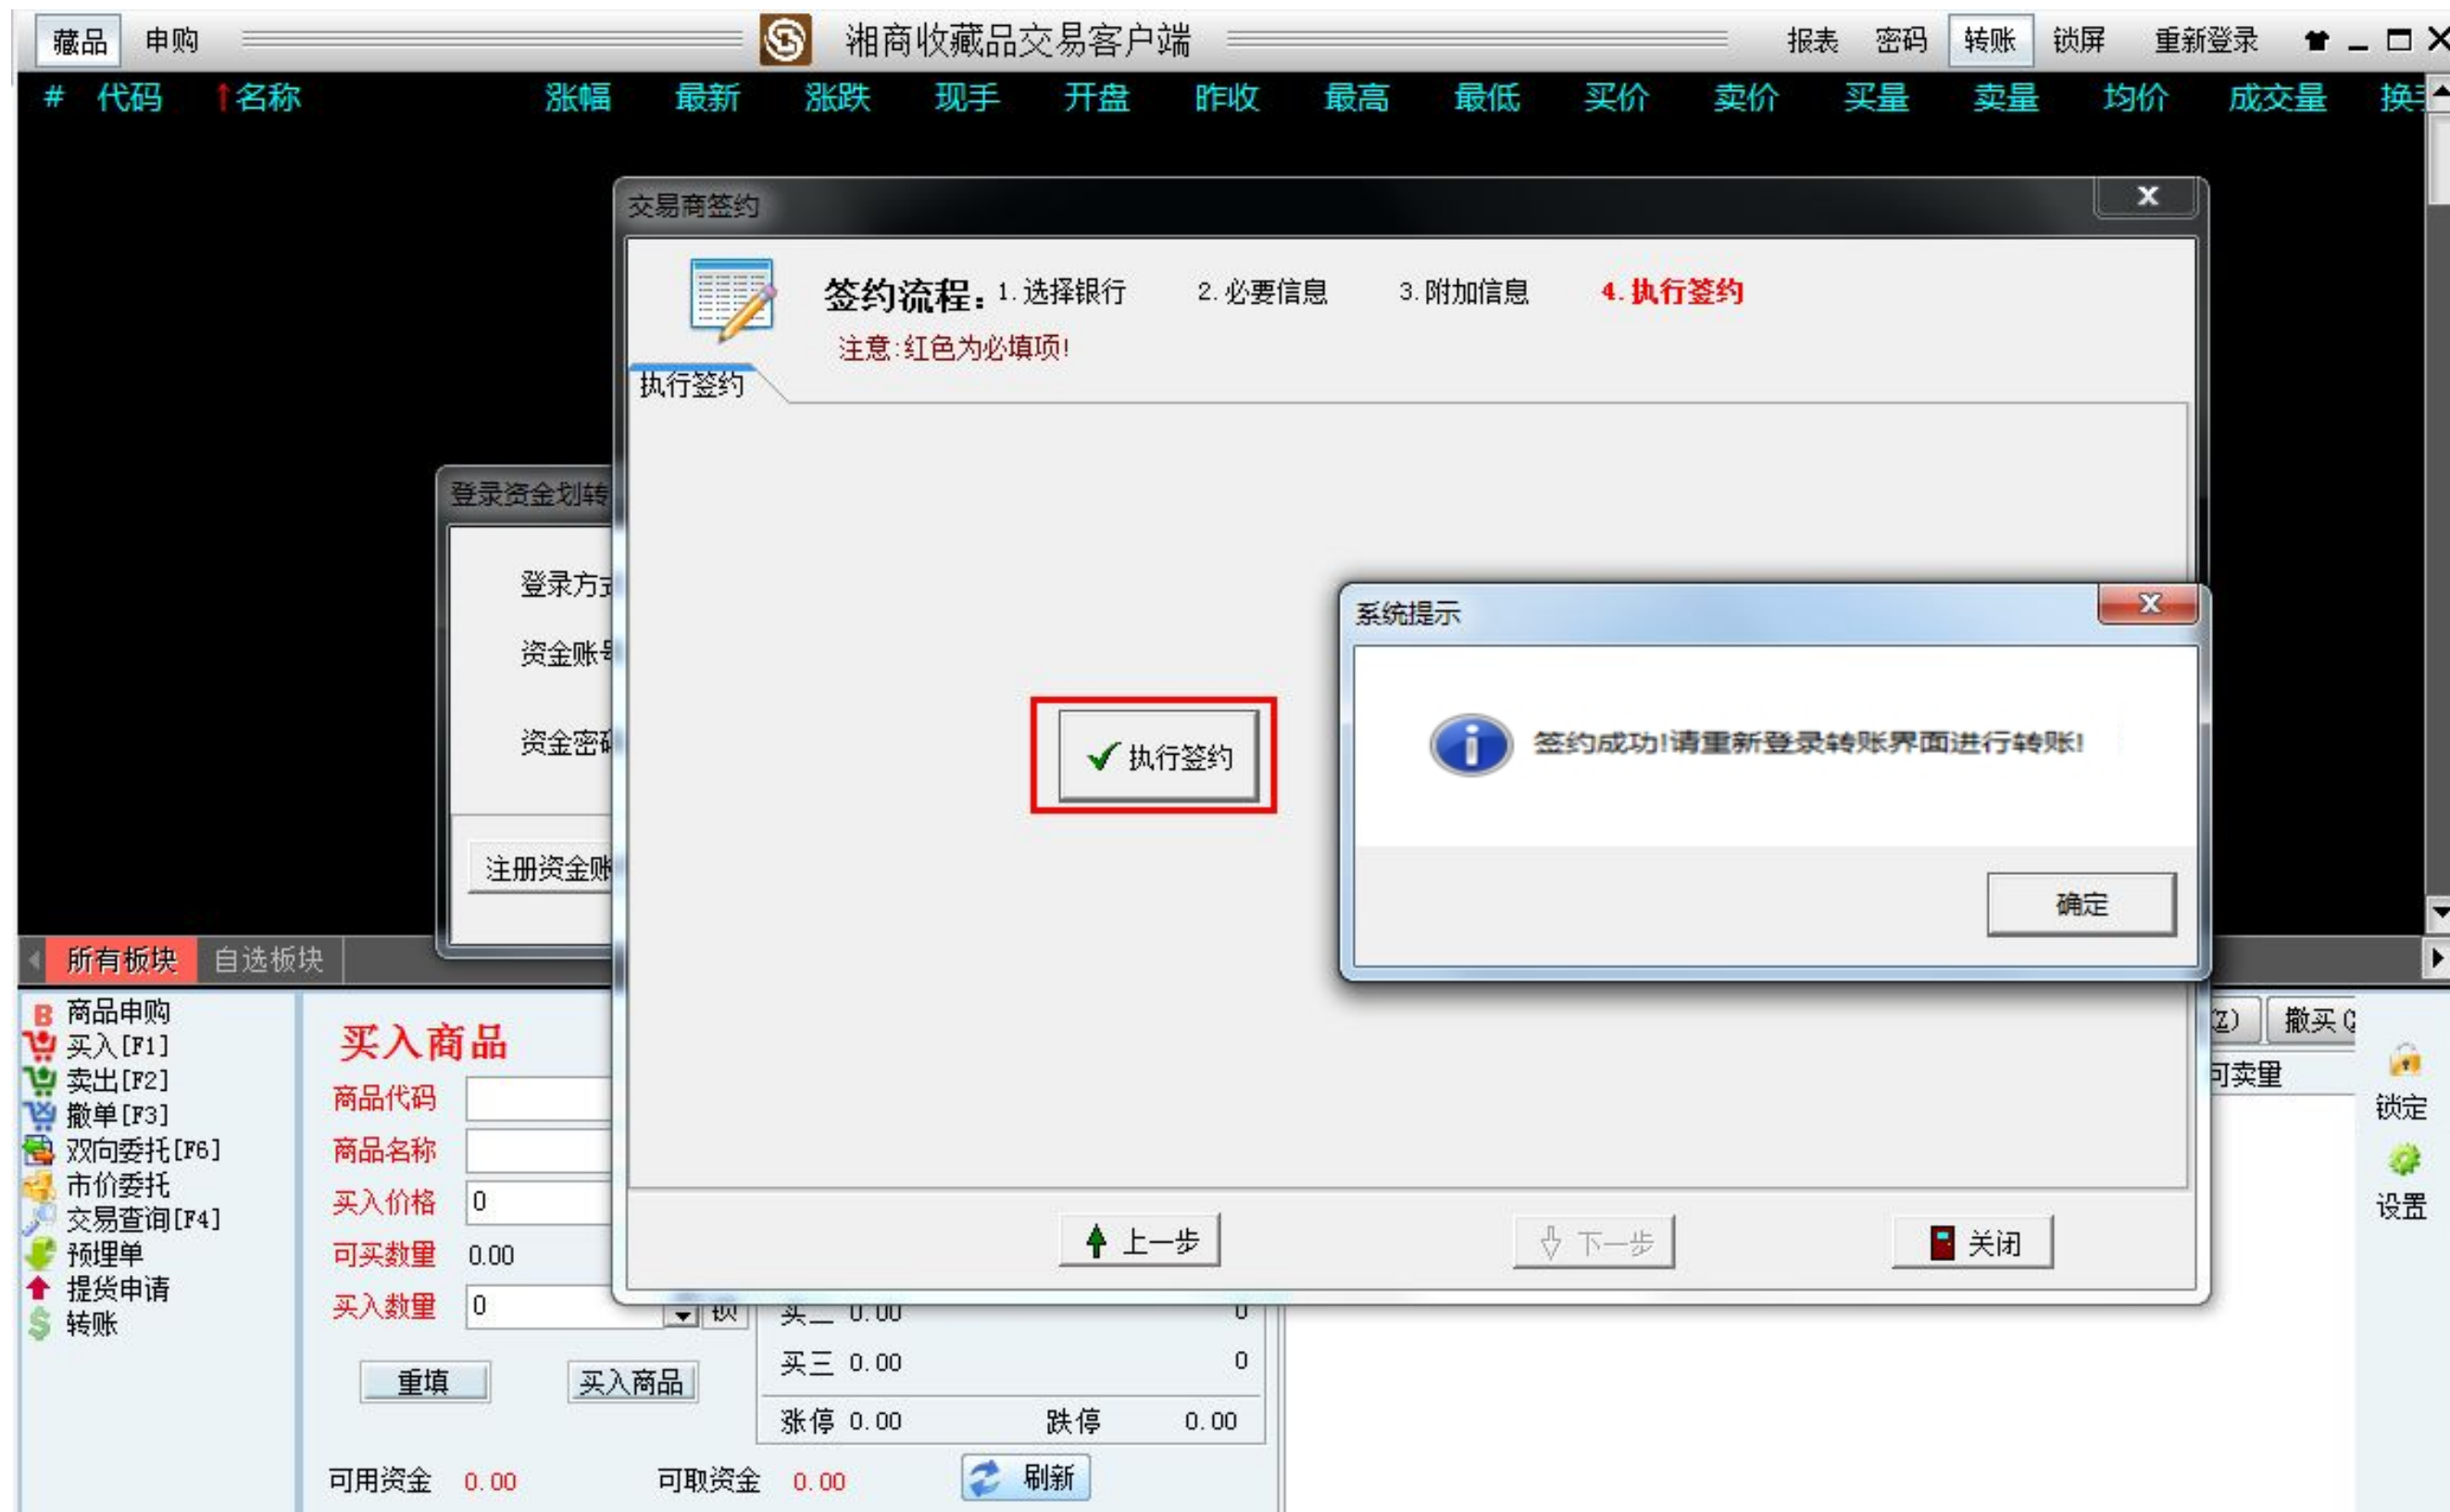 藏品 申购 湘商收藏品交易客户端 报表 密码 转账 锁屏 重新登录
# 代码 ↑名称 涨幅 最新 涨跌 现手 开盘 昨收 最高 最低 买价 卖价 买量 卖量 均价 成交量
交易商签约
签约流程: 1.选择银行 2.必要信息 3.附加信息 4.执行签约
注意:红色为必填项!
执行签约
登录资金划转
登录方式
资金账号
资金密码
注册资金账
系统提示
签约成功!请重新登录转账界面进行转账!
执行签约
确定
所有板块 自选板块
商品申购
买入[F1]
卖出[F2]
撤单[F3]
双向委托[F6]
市价委托
交易查询[F4]
预埋单
提货申请
转账
买入商品
商品代码
商品名称
买入价格 0
可买数量 0.00
买入数量 0
重填 买入商品
可用资金 0.00 可取资金 0.00 刷新
上一步 下一步 关闭
买二 0.00 0
买三 0.00 0
涨停 0.00 跌停 0.00
(Z) 撤买(
可卖量
锁定
设置